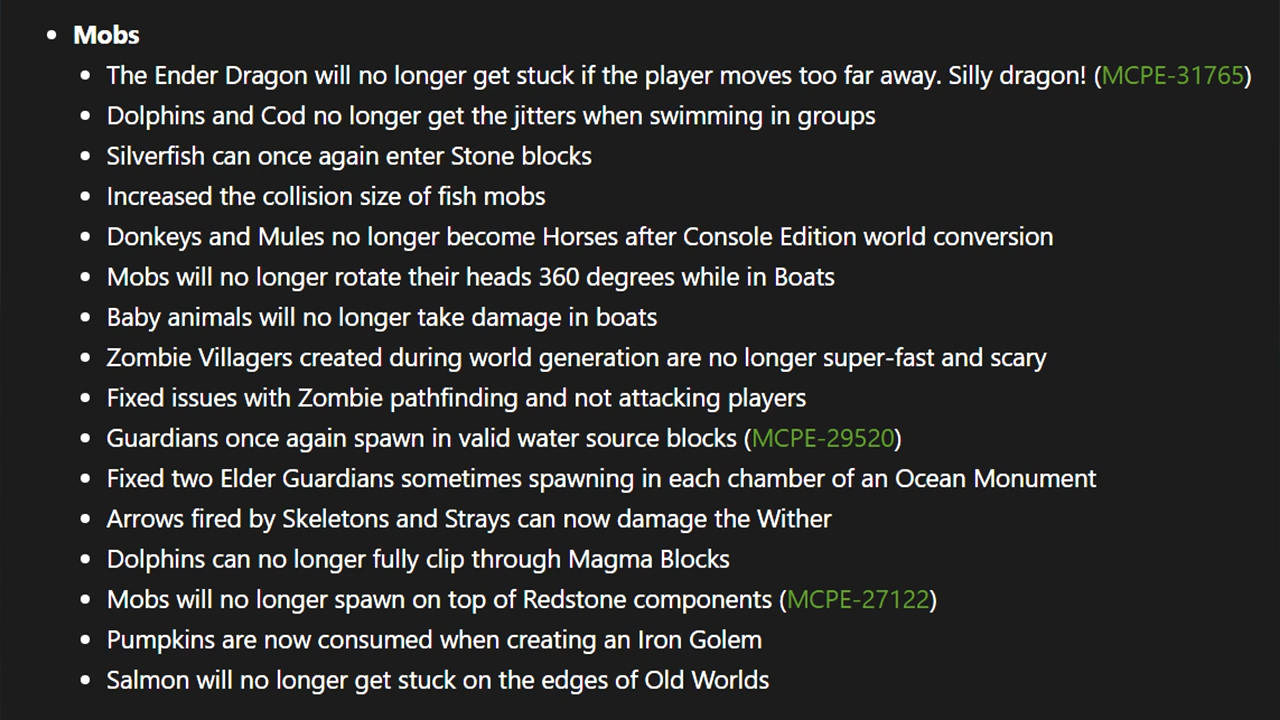 Mobs
The Ender Dragon will no longer get stuck if the player moves too far away. Silly dragon! (MCPE-31765)
Dolphins and Cod no longer get the jitters when swimming in groups
Silverfish can once again enter Stone blocks
Increased the collision size of fish mobs
Donkeys and Mules no longer become Horses after Console Edition world conversion
Mobs will no longer rotate their heads 360 degrees while in Boats
Baby animals will no longer take damage in boats
Zombie Villagers created during world generation are no longer super-fast and scary
Fixed issues with Zombie pathfinding and not attacking players
Guardians once again spawn in valid water source blocks (MCPE-29520)
Fixed two Elder Guardians sometimes spawning in each chamber of an Ocean Monument
Arrows fired by Skeletons and Strays can now damage the Wither
Dolphins can no longer fully clip through Magma Blocks
Mobs will no longer spawn on top of Redstone components (MCPE-27122)
Pumpkins are now consumed when creating an Iron Golem
Salmon will no longer get stuck on the edges of Old Worlds